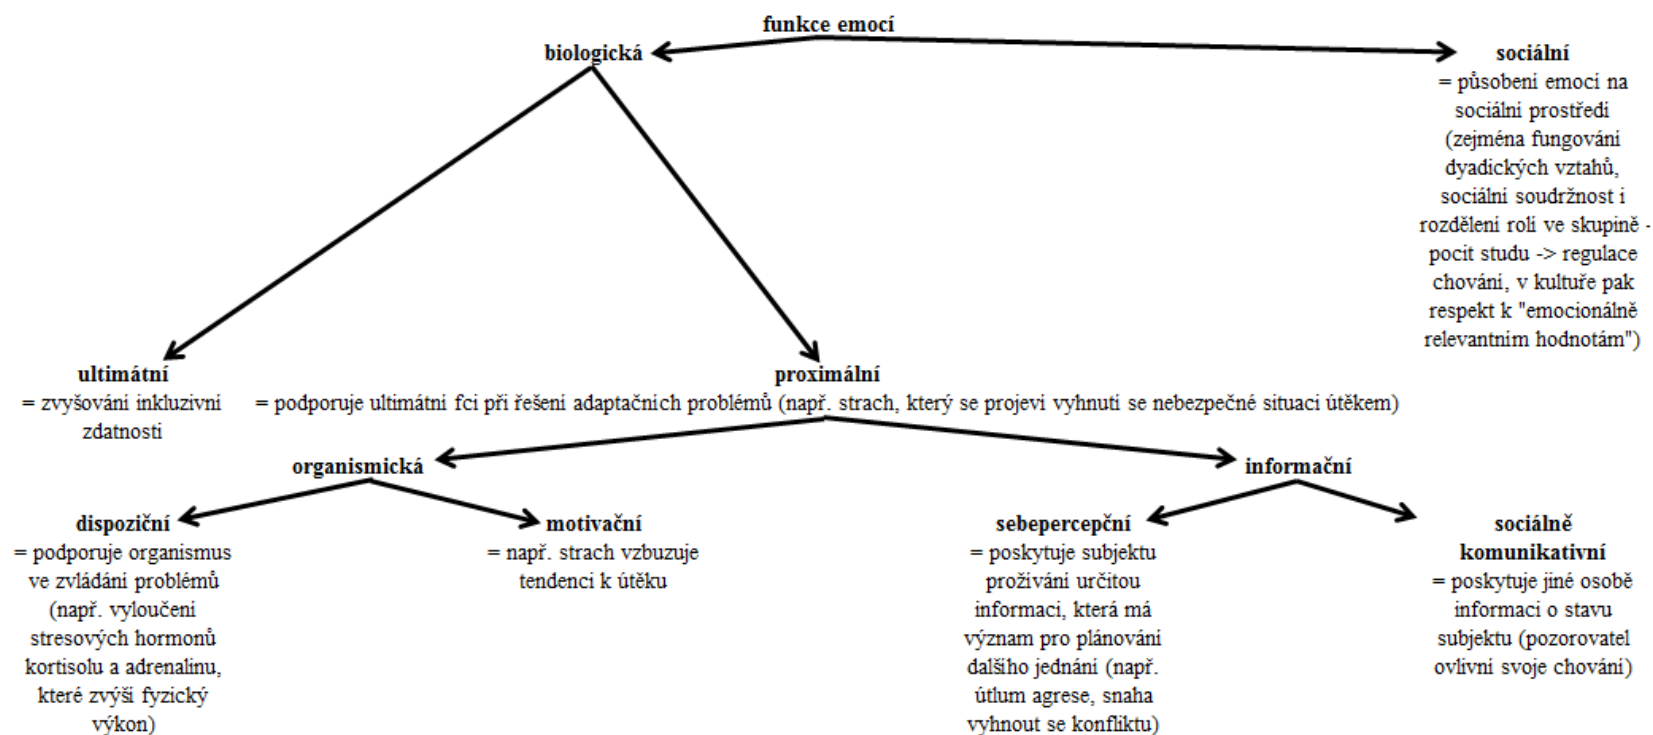 funkce emocí
biologická
sociální
= působení emocí na
sociální prostředí
(zejména fungování
dyadických vztahů,
sociální soudržnost i
rozdělení rolí ve skupině -
pocit studu -> regulace
chování, v kultuře pak
respekt k "emocionálně
relevantním hodnotám")
ultimátní
= zvyšování inkluzivní
zdatnosti
proximální
= podporuje ultimátní fci při řešení adaptačních problémů (např. strach, který se projeví vyhnutí se nebezpečné situaci útěkem)
organismická
informační
dispoziční
= podporuje organismus
ve zvládání problémů
(např. vyloučení
stresových hormonů
kortisolu a adrenalinu,
které zvýší fyzický
výkon)
motivační
= např. strach vzbuzuje
tendenci k útěku
sebepercepční
= poskytuje subjektu
prožívání určitou
informaci, která má
význam pro plánování
dalšího jednání (např.
útlum agrese, snaha
vyhnout se konfliktu)
sociálně
komunikativní
= poskytuje jiné osobě
informaci o stavu
subjektu (pozorovatel
ovlivní svoje chování)